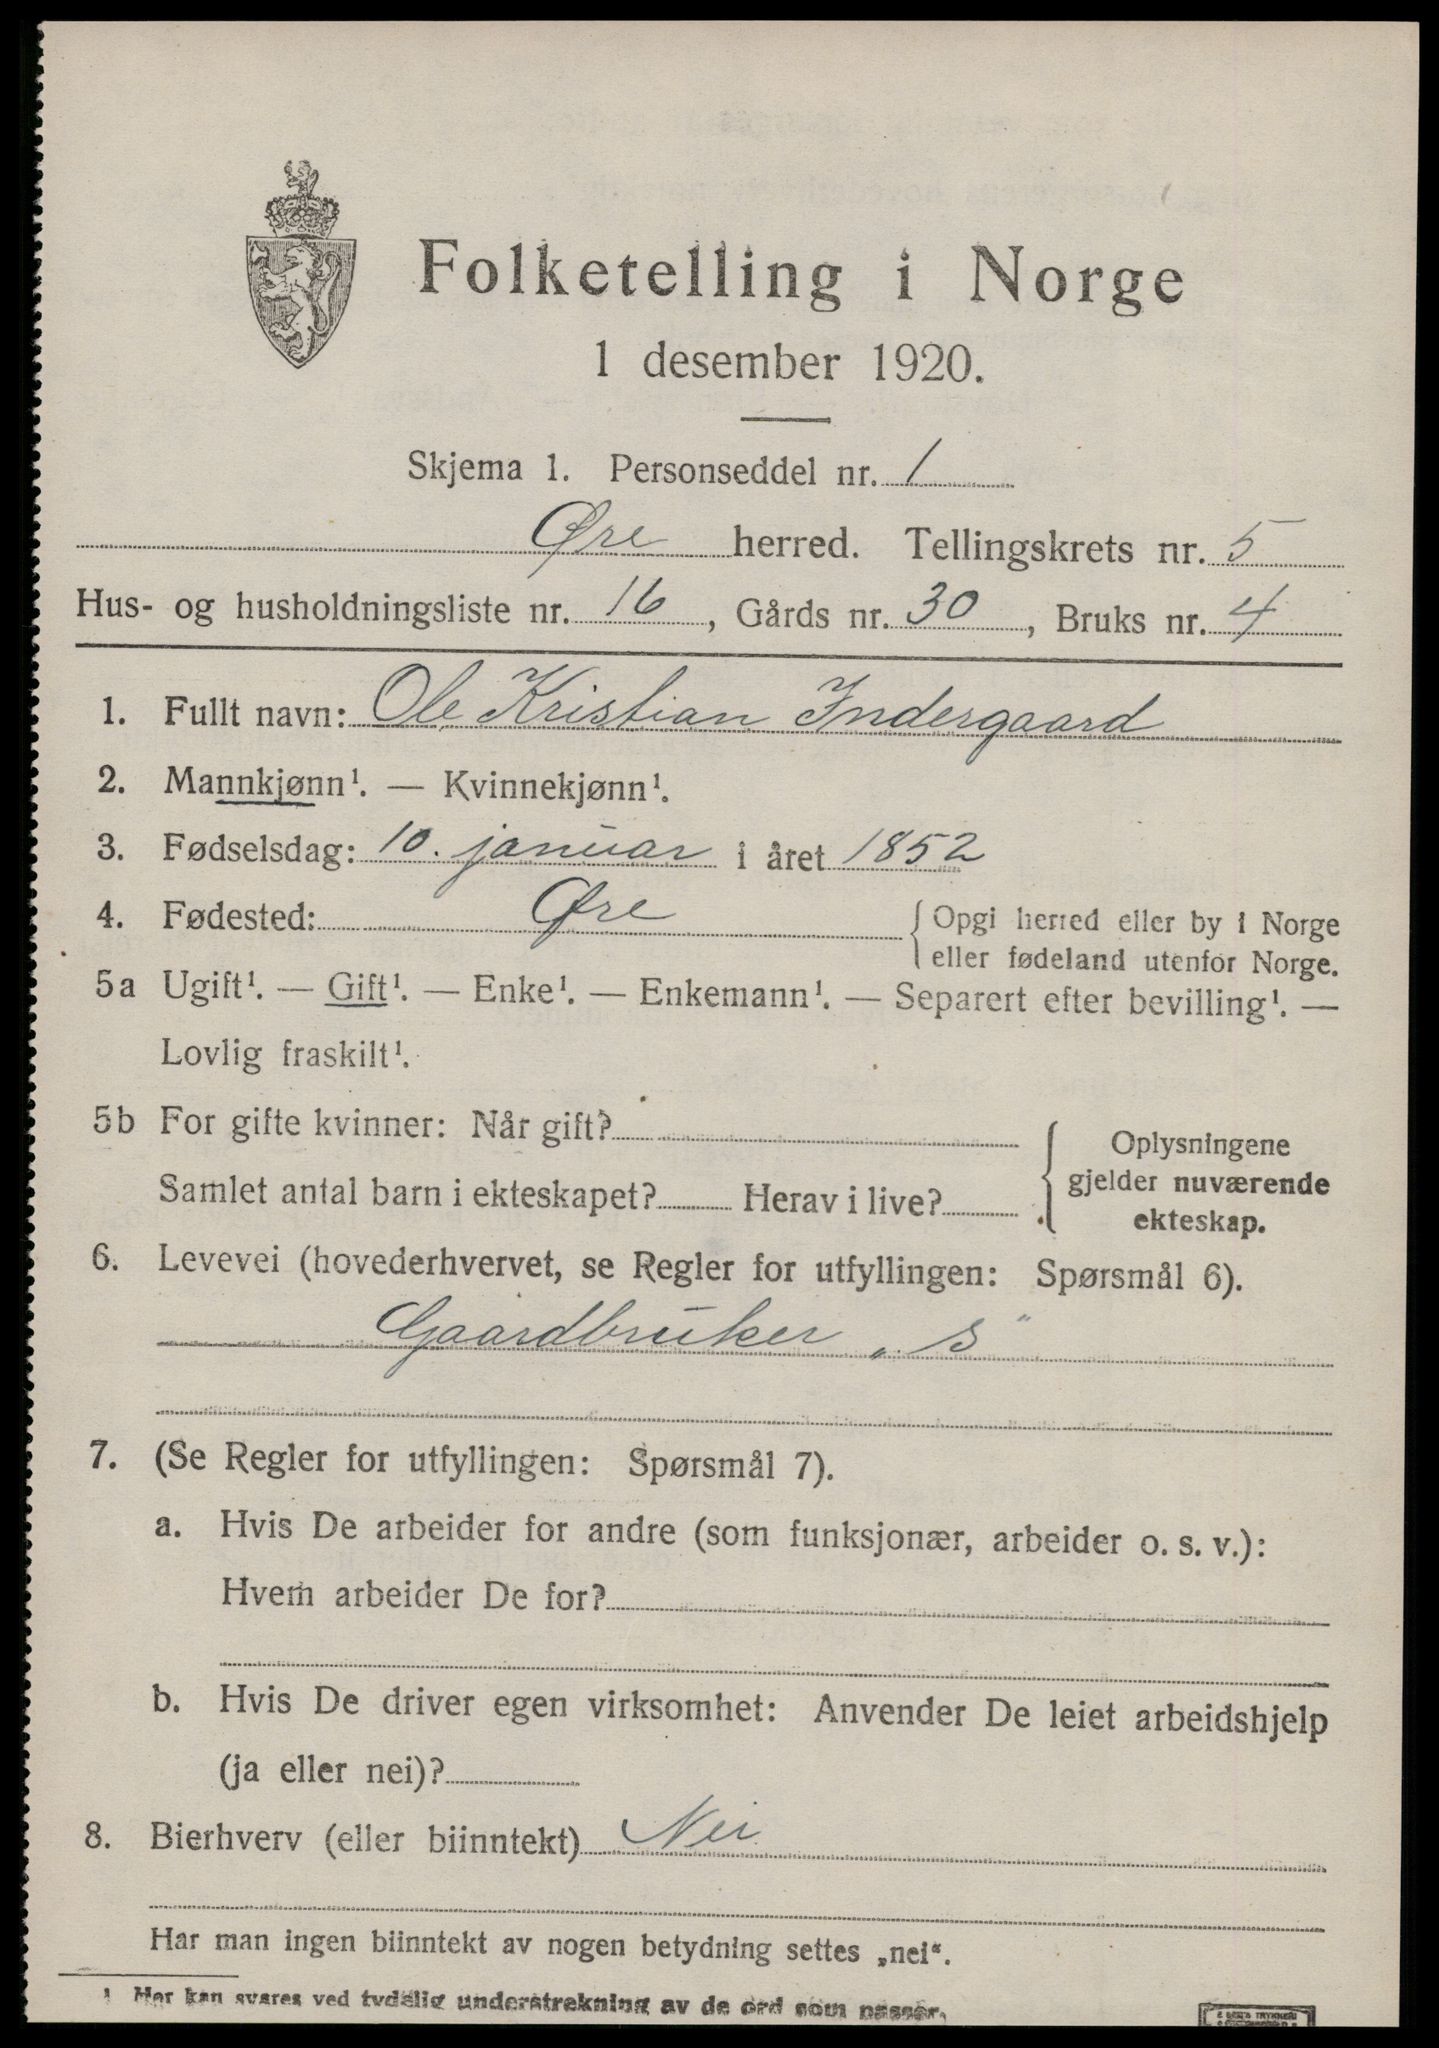 Folketelling i Norge
1 desember 1920.
Skjema 1. Personseddel nr. 1
Øre herred. Tellingskrets nr. 5
Hus- og husholdningsliste nr. 16, Gårds nr. 30, Bruks nr. 4
1. Fullt navn: Ole Kristian Indergaard
2. Mannkjønn¹. — Kvinnekjønn¹.
3. Fødselsdag: 10. januar i året 1852
4. Fødested: Øre { Opgi herred eller by i Norge
eller fødeland utenfor Norge.
5a Ugift¹. — Gift¹. — Enke¹. — Enkemann¹. — Separert efter bevilling¹. —
Lovlig fraskilt¹.
5b For gifte kvinner: Når gift?
Samlet antal barn i ekteskapet? Herav i live?
{ Oplysningene
gjelder nuværende
ekteskap.
6. Levevei (hovederhvervet, se Regler for utfyllingen: Spørsmål 6).
Gaardbruker „s"
7. (Se Regler for utfyllingen: Spørsmål 7).
a. Hvis De arbeider for andre (som funksjonær, arbeider o. s. v.):
Hvem arbeider De for?
b. Hvis De driver egen virksomhet: Anvender De leiet arbeidshjelp
(ja eller nei)?
8. Bierhverv (eller biinntekt) Nei
Har man ingen biinntekt av nogen betydning settes „nei".
1 Her kan svares ved tydelig understrekning av de ord som passer.